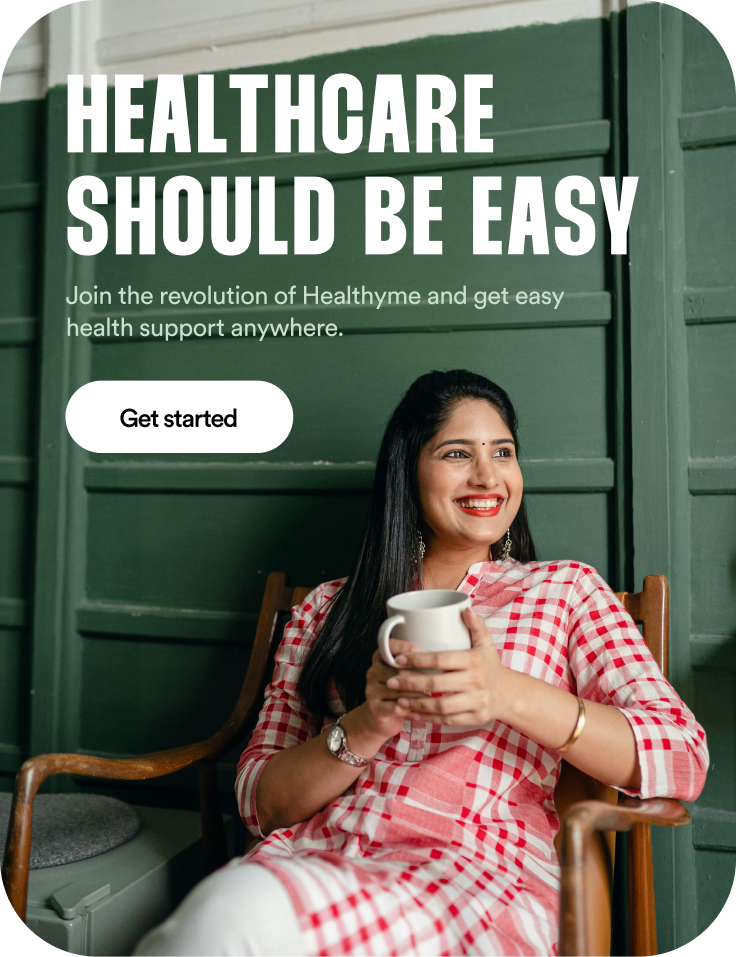 HEALTHCARE
SHOULD BE EASY
Join the revolution of Healthyme and get easy
health support anywhere.
Get started